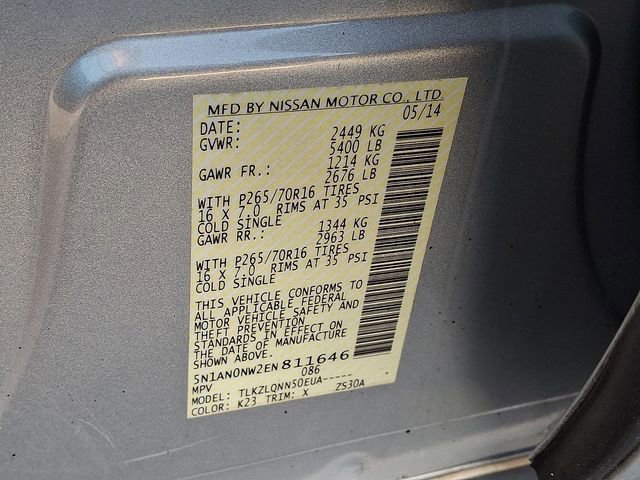 MFD BY NISSAN MOTOR CO., LTD.
DATE: 05/14
GVWR: 2449 KG
5400 LB
GAWR FR.: 1214 KG
2676 LB
WITH P265/70R16 TIRES
16 X 7.0 RIMS AT 35 PSI
COLD SINGLE
GAWR RR.: 1344 KG
2963 LB
WITH P265/70R16 TIRES
16 X 7.0 RIMS AT 35 PSI
COLD SINGLE
THIS VEHICLE CONFORMS TO
ALL APPLICABLE FEDERAL
MOTOR VEHICLE SAFETY AND
THEFT PREVENTION
STANDARDS IN EFFECT ON
THE DATE OF MANUFACTURE
SHOWN ABOVE.
5N1AN0NW2EN811646
MPV 086
MODEL: TLKZLQNN50EUA-----
COLOR: K23 TRIM: X ZS30A